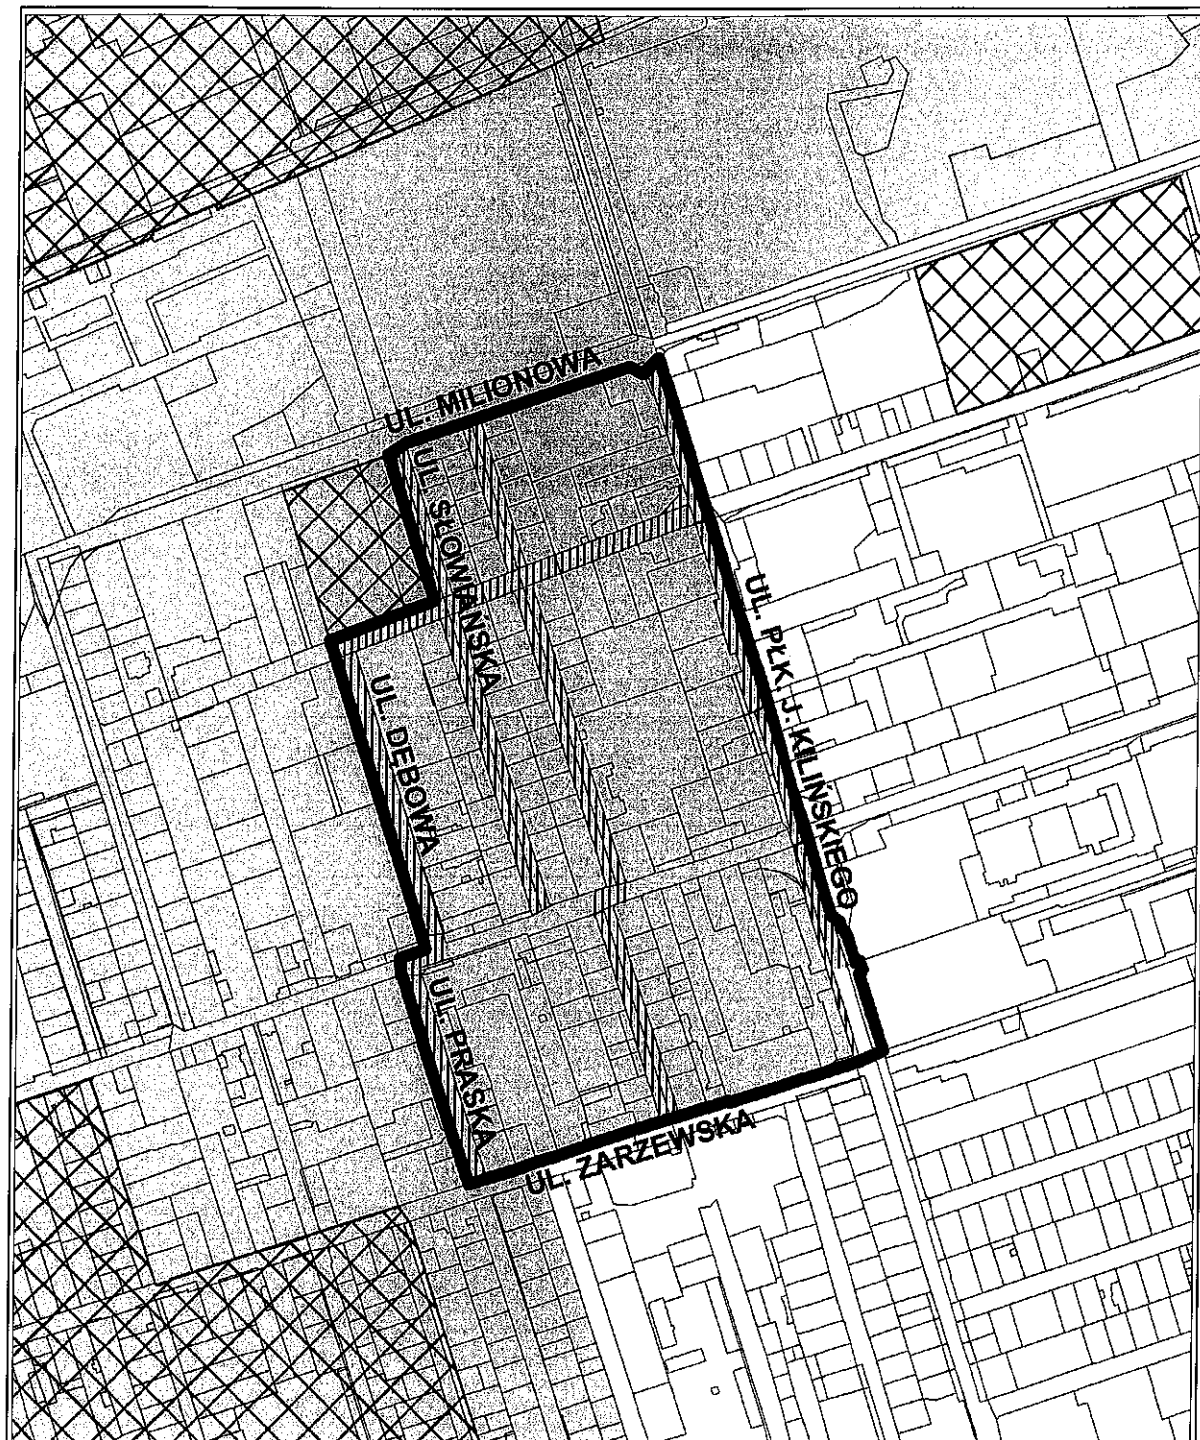 UL. MILIONOWA
UL. SŁOWIAŃSKA
UL. PŁK. J. KILIŃSKIEGO
UL. DĘBOWA
UL. PRASKA
UL. ZARZEWSKA